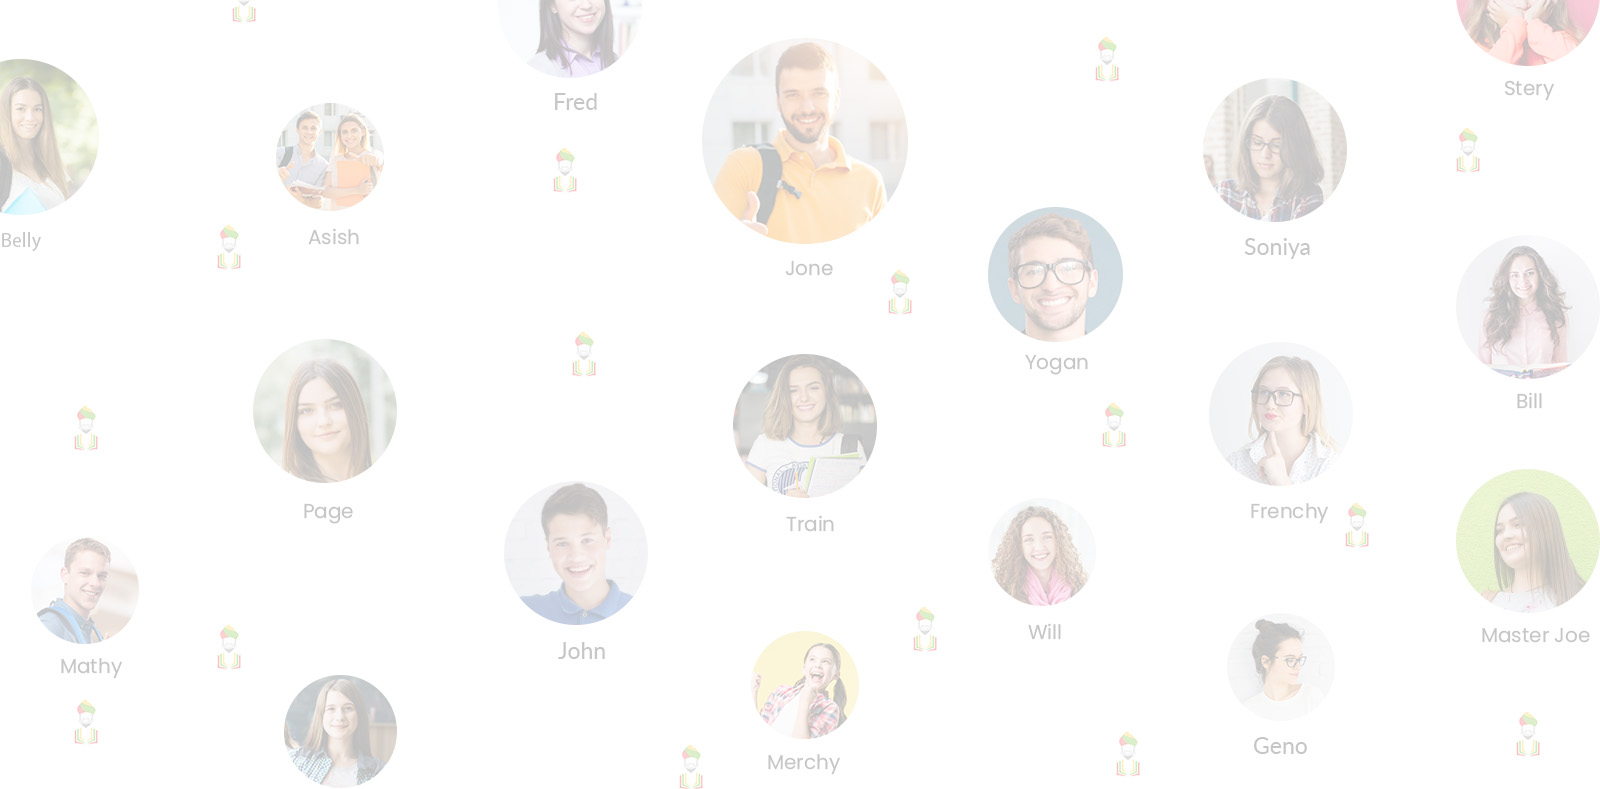 Stery
Fred
Belly
Asish
Soniya
Jone
Yogan
Bill
Page
Train
Frenchy
Will
Master Joe
John
Mathy
Geno
Merchy